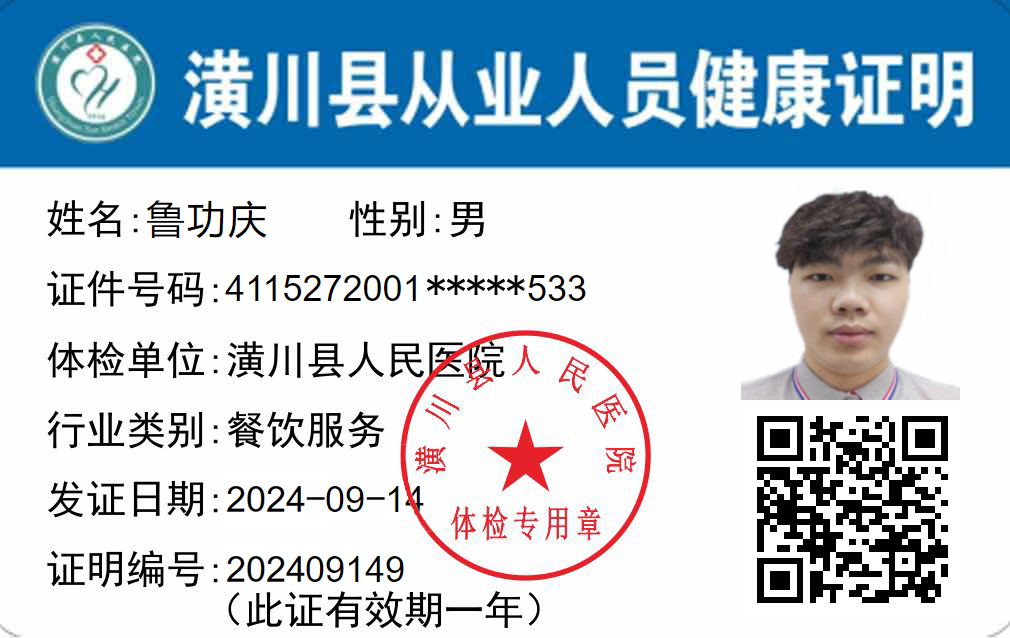 潢川县从业人员健康证明
姓名:鲁功庆 性别:男
证件号码:4115272001*****533
体检单位:潢川县人民医院
行业类别:餐饮服务
发证日期:2024-09-14
证明编号:202409149
(此证有效期一年)
潢川县人民医院
体检专用章